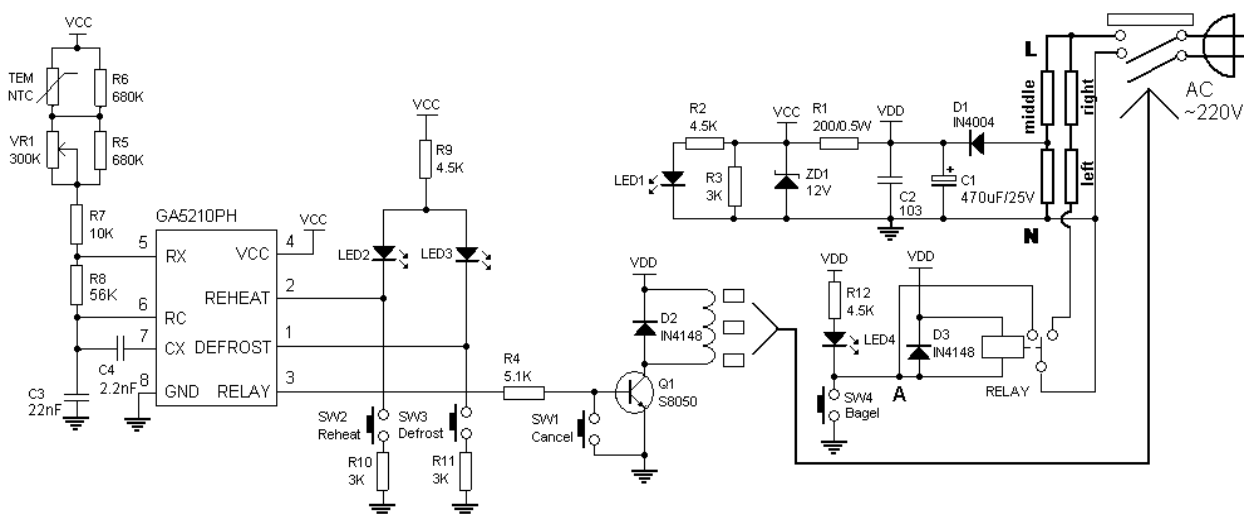 VCC
TEM
NTC
R6
680K
VR1
300K
R5
680K
R7
10K
R8
56K
C4
2.2nF
C3
22nF
GA5210PH
5
RX
6
RC
7
CX
8
GND
VCC
4
VCC
REHEAT
2
DEFROST
1
RELAY
3
VCC
R9
4.5K
LED2
LED3
SW2
Reheat
SW3
Defrost
R10
3K
R11
3K
R4
5.1K
SW1
Cancel
Q1
S8050
VDD
D2
IN4148
R2
4.5K
LED1
R3
3K
VCC
ZD1
12V
R1
200/0.5W
VDD
C2
103
D1
IN4004
+
C1
470uF/25V
L
N
middle
right
left
AC
~220V
VDD
R12
4.5K
LED4
SW4
Bagel
A
VDD
D3
IN4148
RELAY